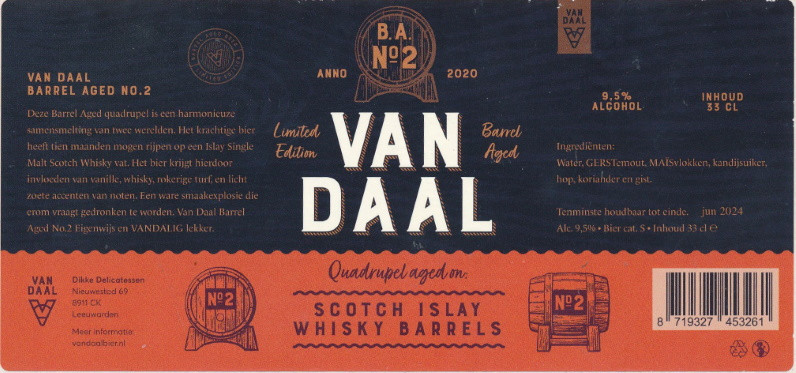 VAN DAAL
BARREL AGED NO.2
Deze Barrel Aged quadrupel is een harmonieuze
samensmelting van twee werelden. Het krachtige bier
heeft tien maanden mogen rijpen op een Islay Single
Malt Scotch Whisky vat. Het bier krijgt hierdoor
invloeden van vanille, whisky, rokerige turf, en licht
zoete accenten van noten. Een ware smaakexplosie die
erom vraagt gedronken te worden. Van Daal Barrel
Aged No.2 Eigenwijs en VANDALIG lekker.
B.A.
Nº2
ANNO 2020
Limited
Edition
VAN
DAAL
Barrel
Aged
VAN
DAAL
9.5%
ALCOHOL
INHOUD
33 CL
Ingrediënten:
Water, GERSTemout, MAÏSvlokken, kandijsuiker,
hop, koriander en gist.
Tenminste houdbaar tot einde. jun 2024
Alc. 9,5% • Bier cat. S • Inhoud 33 cl ℮
VAN
DAAL
Dikke Delicatessen
Nieuwestad 69
8911 CK
Leeuwarden
Meer informatie:
vandaalbier.nl
Nº2
Quadrupel aged on:
SCOTCH ISLAY
WHISKY BARRELS
Nº2
8 719327 453261